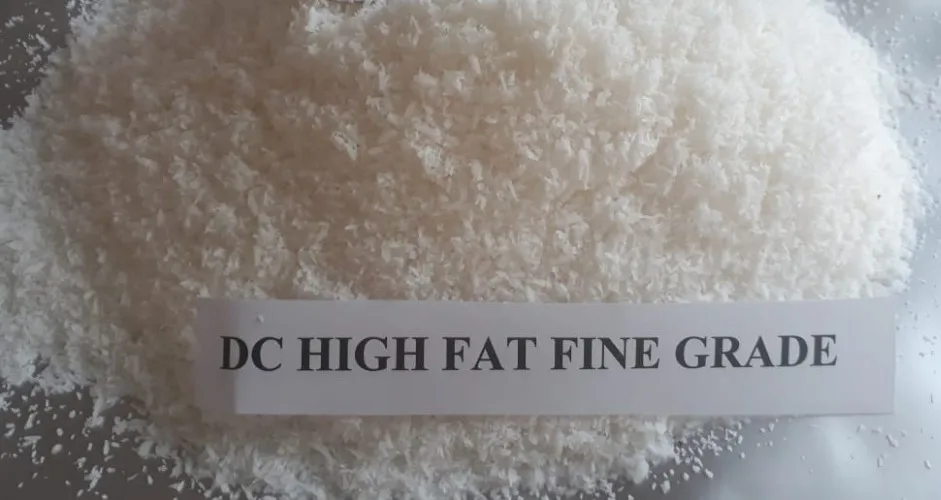 DC HIGH FAT FINE GRADE